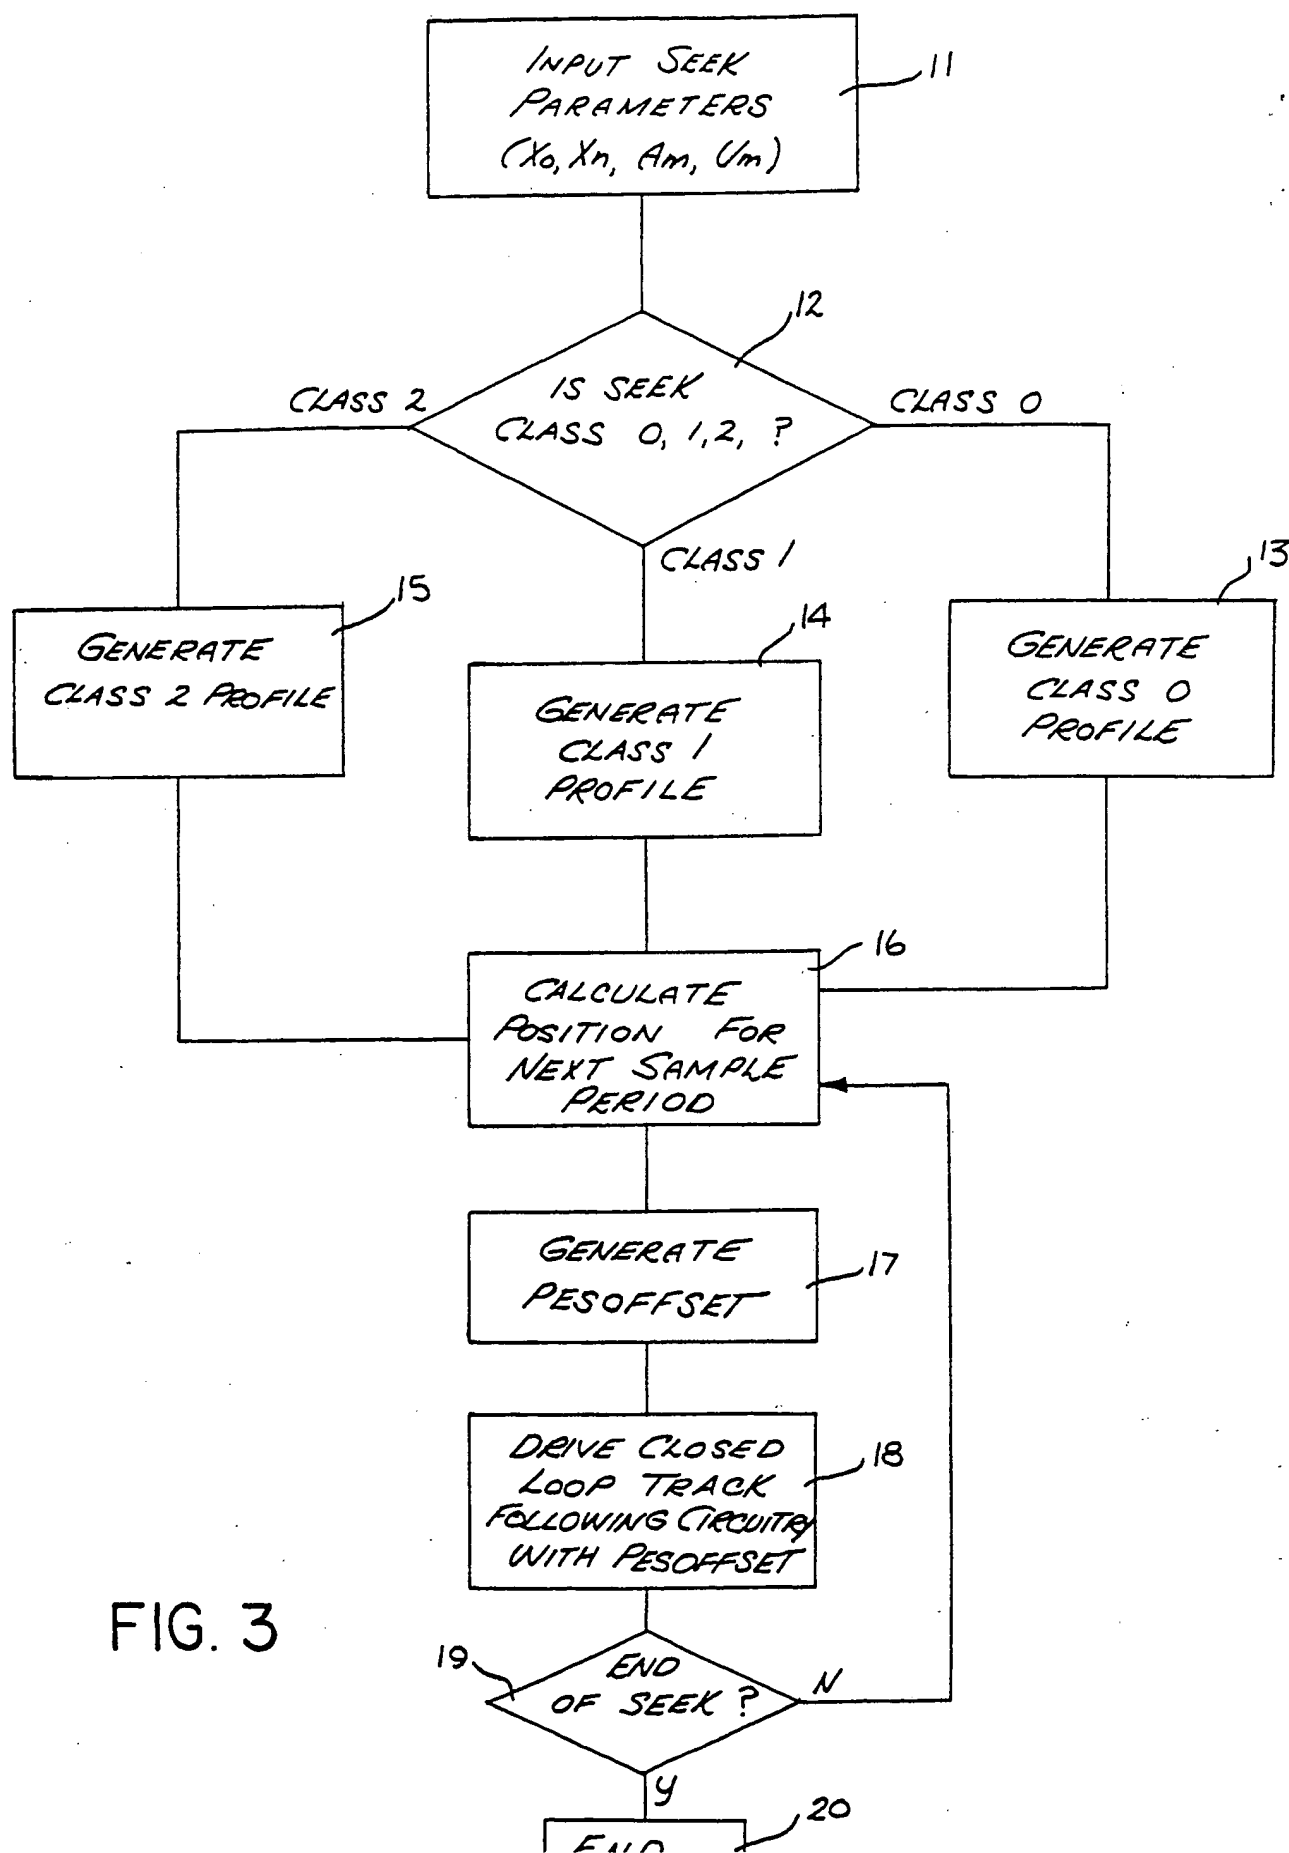 INPUT SEEK
PARAMETERS
(Xo, Xn, Am, Um)
11
12
IS SEEK
CLASS 0, 1,2, ?
CLASS 2
CLASS 0
CLASS 1
15
GENERATE
CLASS 2 PROFILE
14
GENERATE
CLASS 1
PROFILE
13
GENERATE
CLASS 0
PROFILE
16
CALCULATE
POSITION FOR
NEXT SAMPLE
PERIOD
GENERATE
PESOFFSET
17
DRIVE CLOSED
LOOP TRACK
FOLLOWING CIRCUITRY
WITH PESOFFSET
18
FIG. 3
19
END
OF SEEK ?
N
Y
20
END